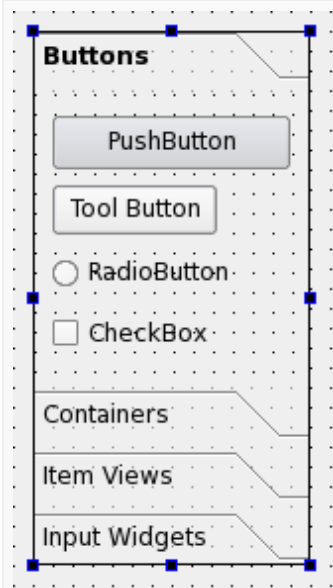 Buttons
PushButton
Tool Button
RadioButton
CheckBox
Containers
Item Views
Input Widgets